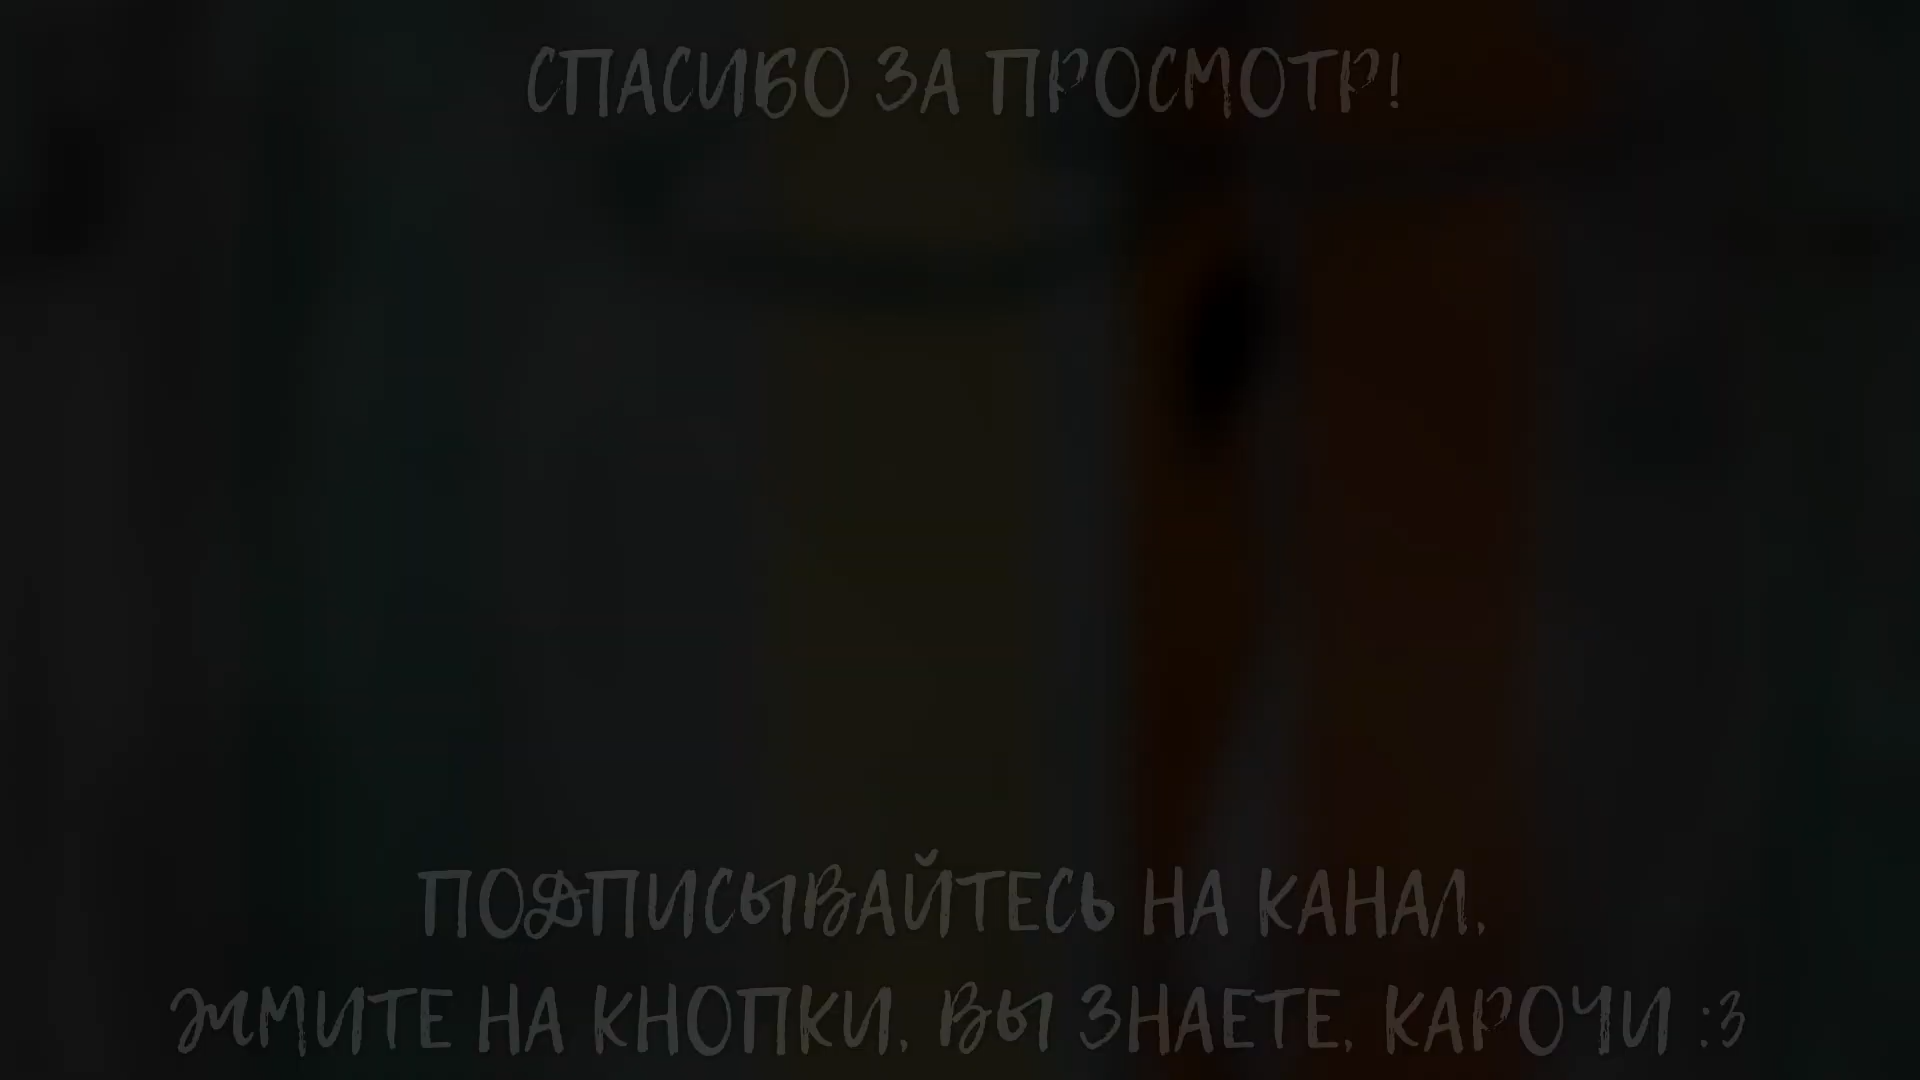 СПАСИБО ЗА ПРОСМОТР!
ПОДПИСЫВАЙТЕСЬ НА КАНАЛ,
ЖМИТЕ НА КНОПКИ, ВЫ ЗНАЕТЕ, КАРОЧИ :3